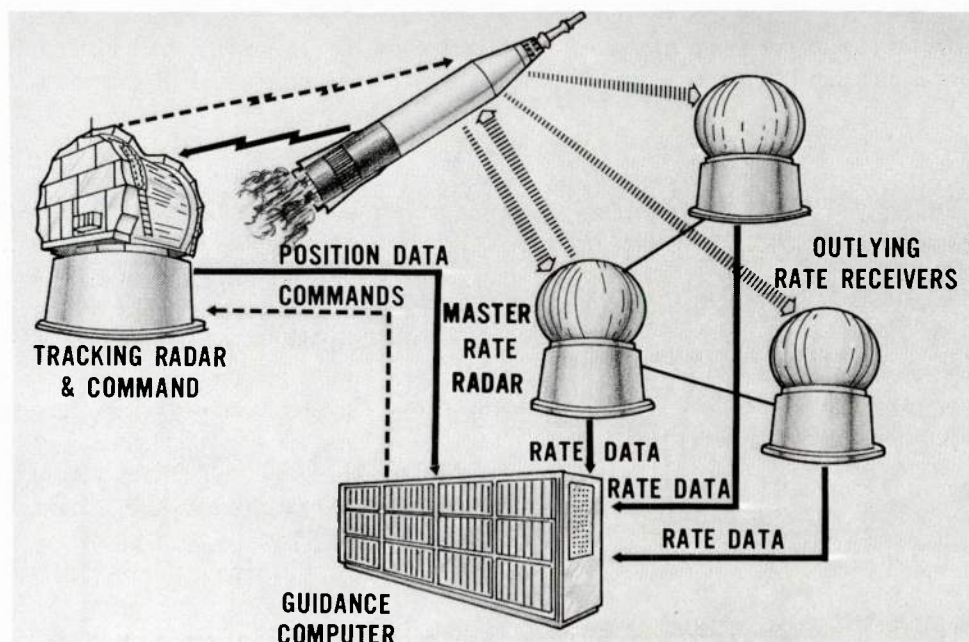 POSITION DATA
COMMANDS
TRACKING RADAR
& COMMAND
MASTER
RATE
RADAR
OUTLYING
RATE RECEIVERS
RATE DATA
RATE DATA
RATE DATA
GUIDANCE
COMPUTER